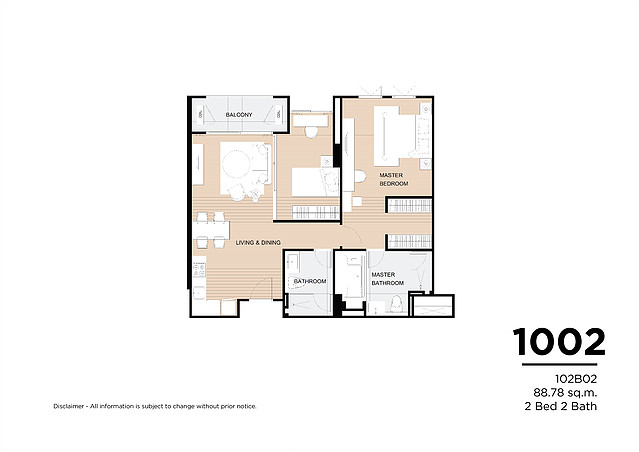 BALCONY
MASTER
BEDROOM
LIVING & DINING
BATHROOM
MASTER
BATHROOM
1002
102B02
88.78 sq.m.
2 Bed 2 Bath
Disclaimer - All information is subject to change without prior notice.